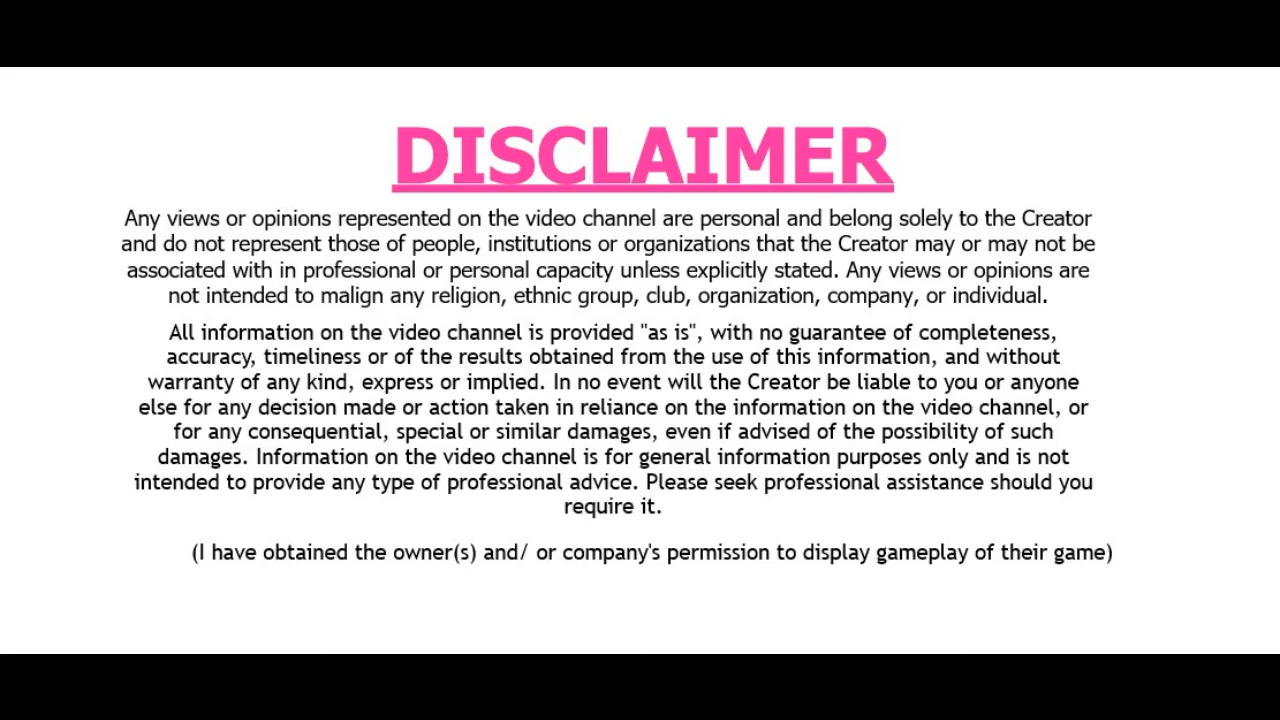 DISCLAIMER
Any views or opinions represented on the video channel are personal and belong solely to the Creator
and do not represent those of people, institutions or organizations that the Creator may or may not be
associated with in professional or personal capacity unless explicitly stated. Any views or opinions are
not intended to malign any religion, ethnic group, club, organization, company, or individual.
All information on the video channel is provided "as is", with no guarantee of completeness,
accuracy, timeliness or of the results obtained from the use of this information, and without
warranty of any kind, express or implied. In no event will the Creator be liable to you or anyone
else for any decision made or action taken in reliance on the information on the video channel, or
for any consequential, special or similar damages, even if advised of the possibility of such
damages. Information on the video channel is for general information purposes only and is not
intended to provide any type of professional advice. Please seek professional assistance should you
require it.
(I have obtained the owner(s) and/ or company's permission to display gameplay of their game)